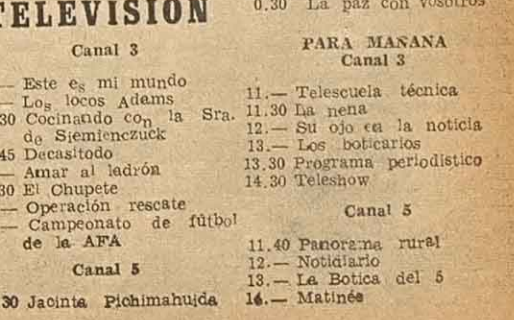 TELEVISION
Canal 3
— Este es mi mundo
— Los locos Adams
30 Cocinando con la Sra.
de Siemienczuck
45 Decasitodo
— Amar al ladrón
30 El Chupete
— Operación rescate
— Campeonato de fútbol
de la AFA
Canal 5
30 Jacinta Pichimahuida
0.30 La paz con vosotros
PARA MAÑANA
Canal 3
11.— Telescuela técnica
11.30 La nena
12.— Su ojo en la noticia
13.— Los boticarios
13.30 Programa periodístico
14.30 Teleshow
Canal 5
11.40 Panorama rural
12.— Notidiario
13.— La Botica del 5
14.— Matinée